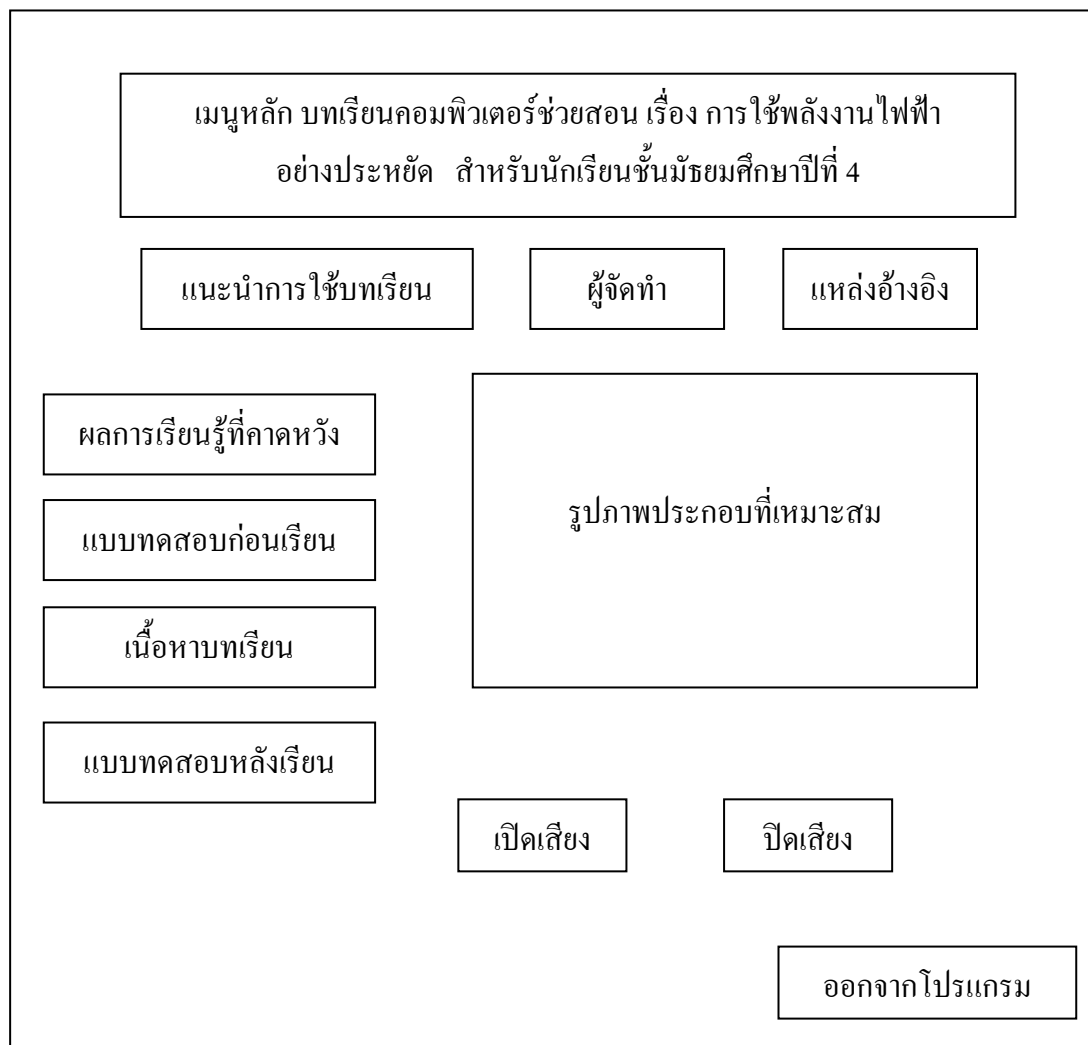 เมนูหลัก บทเรียนคอมพิวเตอร์ช่วยสอน เรื่อง การใช้พลังงานไฟฟ้า
อย่างประหยัด สำหรับนักเรียนชั้นมัธยมศึกษาปีที่ 4
แนะนำการใช้บทเรียน
ผู้จัดทำ
แหล่งอ้างอิง
ผลการเรียนรู้ที่คาดหวัง
รูปภาพประกอบที่เหมาะสม
แบบทดสอบก่อนเรียน
เนื้อหาบทเรียน
แบบทดสอบหลังเรียน
เปิดเสียง
ปิดเสียง
ออกจากโปรแกรม